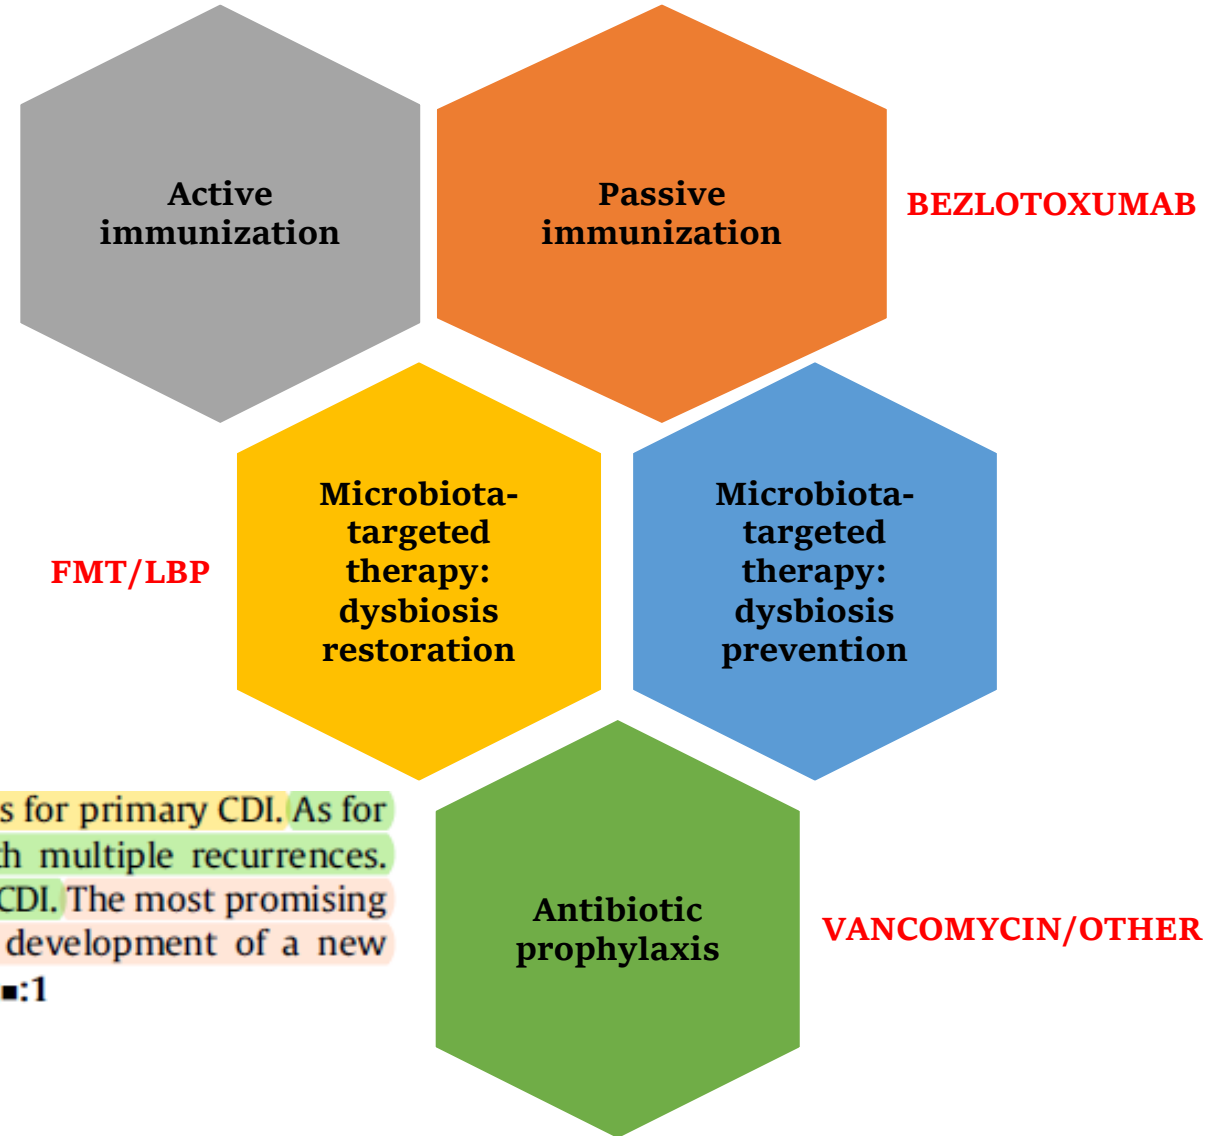 Active
immunization
Passive
immunization
BEZLOTOXUMAB
FMT/LBP
Microbiota-
targeted
therapy:
dysbiosis
restoration
Microbiota-
targeted
therapy:
dysbiosis
prevention
s for primary CDI. As for
th multiple recurrences.
CDI. The most promising
development of a new
■:1
Antibiotic
prophylaxis
VANCOMYCIN/OTHER